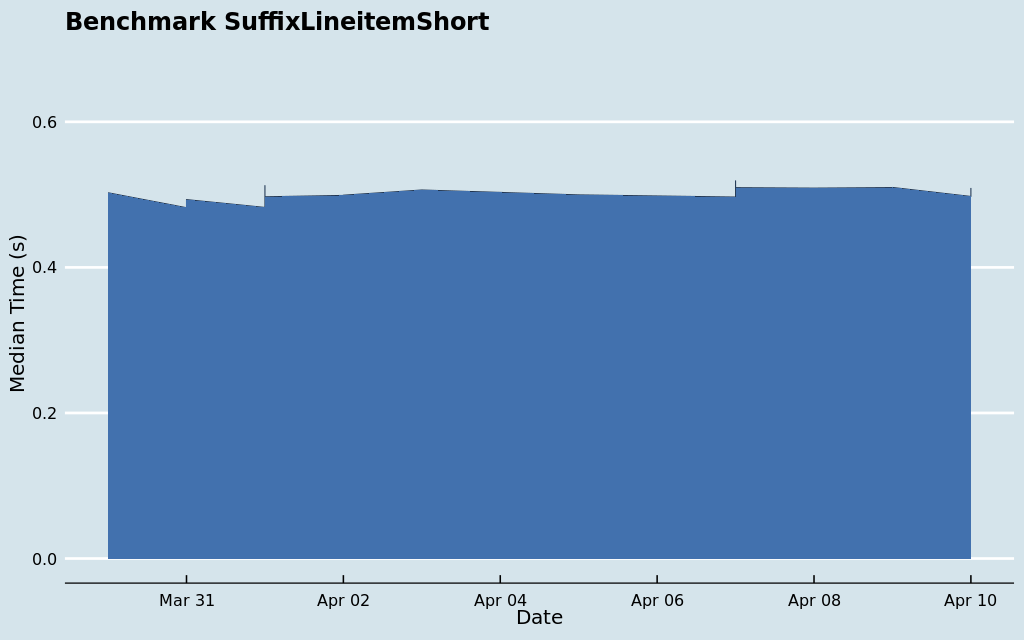 Benchmark SuffixLineitemShort
Median Time (s)
0.6
0.4
0.2
0.0
Mar 31 Apr 02 Apr 04 Apr 06 Apr 08 Apr 10
Date